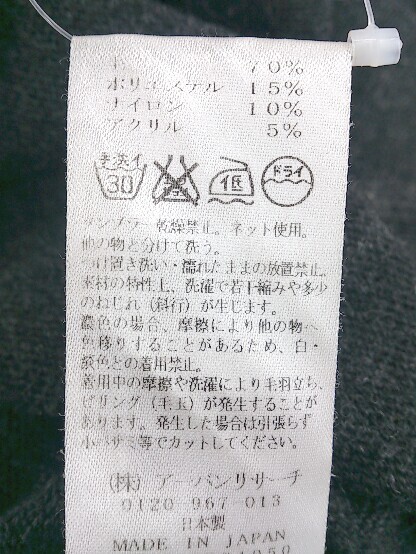 毛 70%
ポリエステル 15%
ナイロン 10%
アクリル 5%
手洗イ 30 エンソサラシ 低 ドライ
タンブラー乾燥禁止。ネット使用。
他の物と分けて洗う。
つけ置き洗い・濡れたままの放置禁止。
素材の特性上、洗濯で若干縮みや多少
のねじれ(斜行)が生じます。
濃色の場合、摩擦により他の物へ
色移りすることがあるため、白・
淡色との着用禁止。
着用中の摩擦や洗濯により毛羽立ち、
ピリング(毛玉)が発生することが
あります。発生した場合は引張らず
小バサミ等でカットしてください。
(株)アーバンリサーチ
0120 967 013
日本製
MADE IN JAPAN